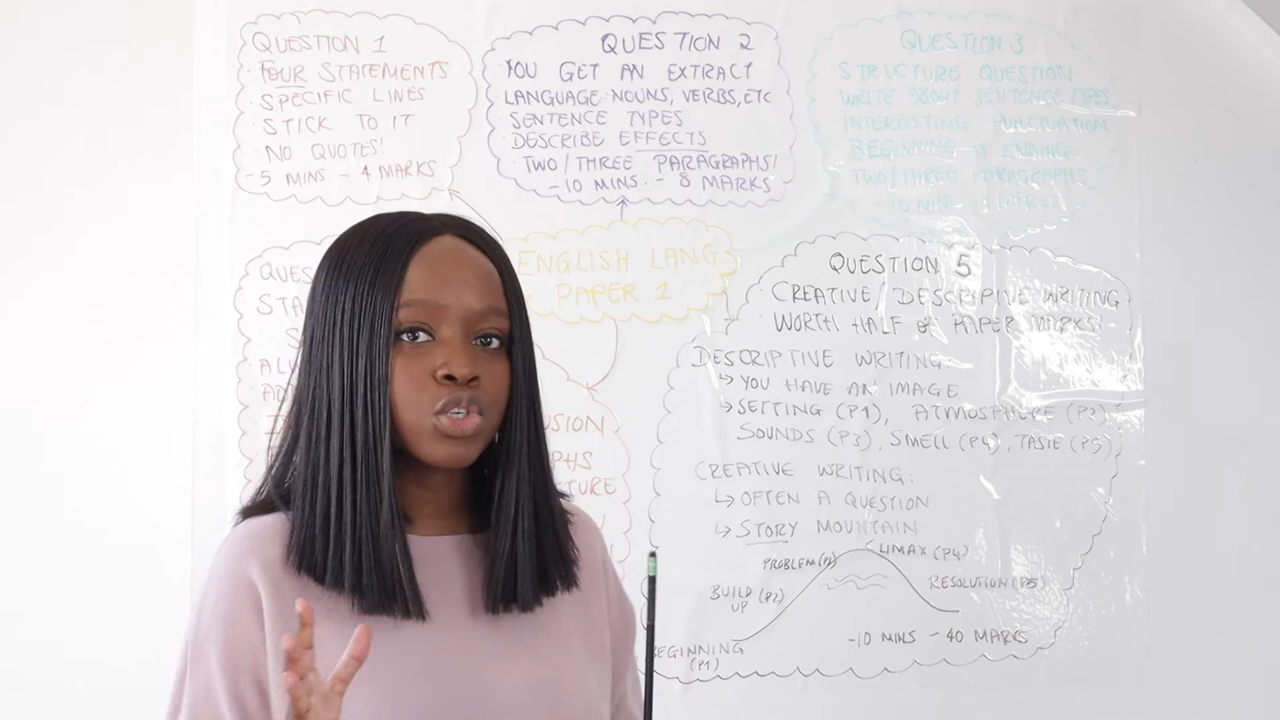 QUESTION 1
· FOUR STATEMENTS
· SPECIFIC LINES
· STICK TO IT
· NO QUOTES!
- 5 MINS - 4 MARKS
QUESTION 2
· YOU GET AN EXTRACT
LANGUAGE: NOUNS, VERBS, ETC
· SENTENCE TYPES
· DESCRIBE EFFECTS
· TWO/THREE PARAGRAPHS!
- 10 MINS. - 8 MARKS
QUESTION 3
STRUCTURE QUESTION
WRITE ABOUT SENTENCE TYPES
· INTERESTING PUNCTUATION
BEGINNING → ENDING
TWO/THREE PARAGRAPHS
ENGLISH LANG
PAPER 1
QUESTION 5
CREATIVE/DESCRIPTIVE WRITING
WORTH HALF OF PAPER MARKS!
DESCRIPTIVE WRITING:
↳ YOU HAVE AN IMAGE
↳ SETTING (P1), ATMOSPHERE (P2),
SOUNDS (P3), SMELL (P4), TASTE (P5)
CREATIVE WRITING:
↳ OFTEN A QUESTION
↳ STORY MOUNTAIN
CLIMAX (P4)
PROBLEM
RESOLUTION (P5)
BUILD
UP (P2)
BEGINNING
(P1)
- 10 MINS - 40 MARKS